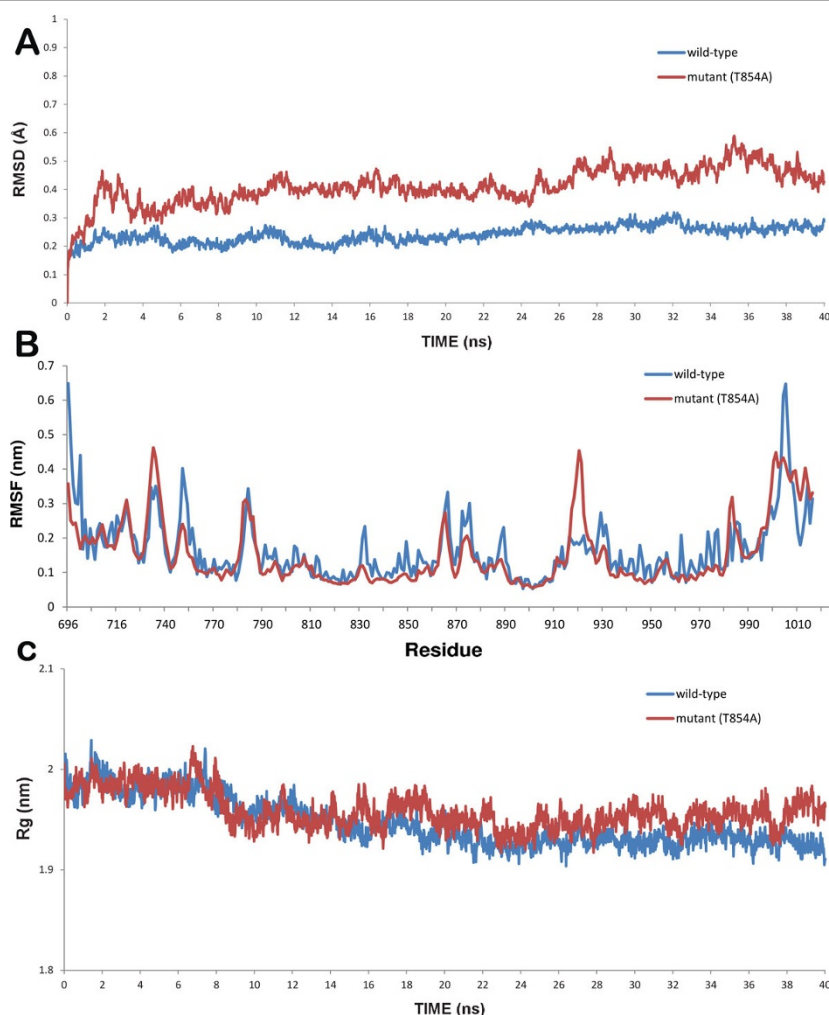 A
1
0.9
0.8
0.7
0.6
0.5
0.4
0.3
0.2
0.1
0
RMSD (Å)
wild-type
mutant (T854A)
0 2 4 6 8 10 12 14 16 18 20 22 24 26 28 30 32 34 36 38 40
TIME (ns)
B
0.7
0.6
0.5
0.4
0.3
0.2
0.1
0
RMSF (nm)
wild-type
mutant (T854A)
696 716 740 770 790 810 830 850 870 890 910 930 950 970 990 1010
Residue
C
2.1
2
1.9
1.8
Rg (nm)
wild-type
mutant (T854A)
0 2 4 6 8 10 12 14 16 18 20 22 24 26 28 30 32 34 36 38 40
TIME (ns)